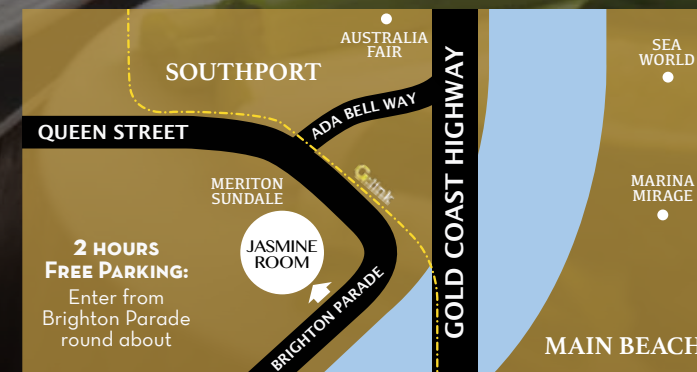 AUSTRALIA
FAIR
SEA
WORLD
SOUTHPORT
ADA BELL WAY
QUEEN STREET
GOLD COAST HIGHWAY
G:link
MERITON
SUNDALE
MARINA
MIRAGE
JASMINE
ROOM
2 HOURS
FREE PARKING:
Enter from
Brighton Parade
round about
BRIGHTON PARADE
MAIN BEACH